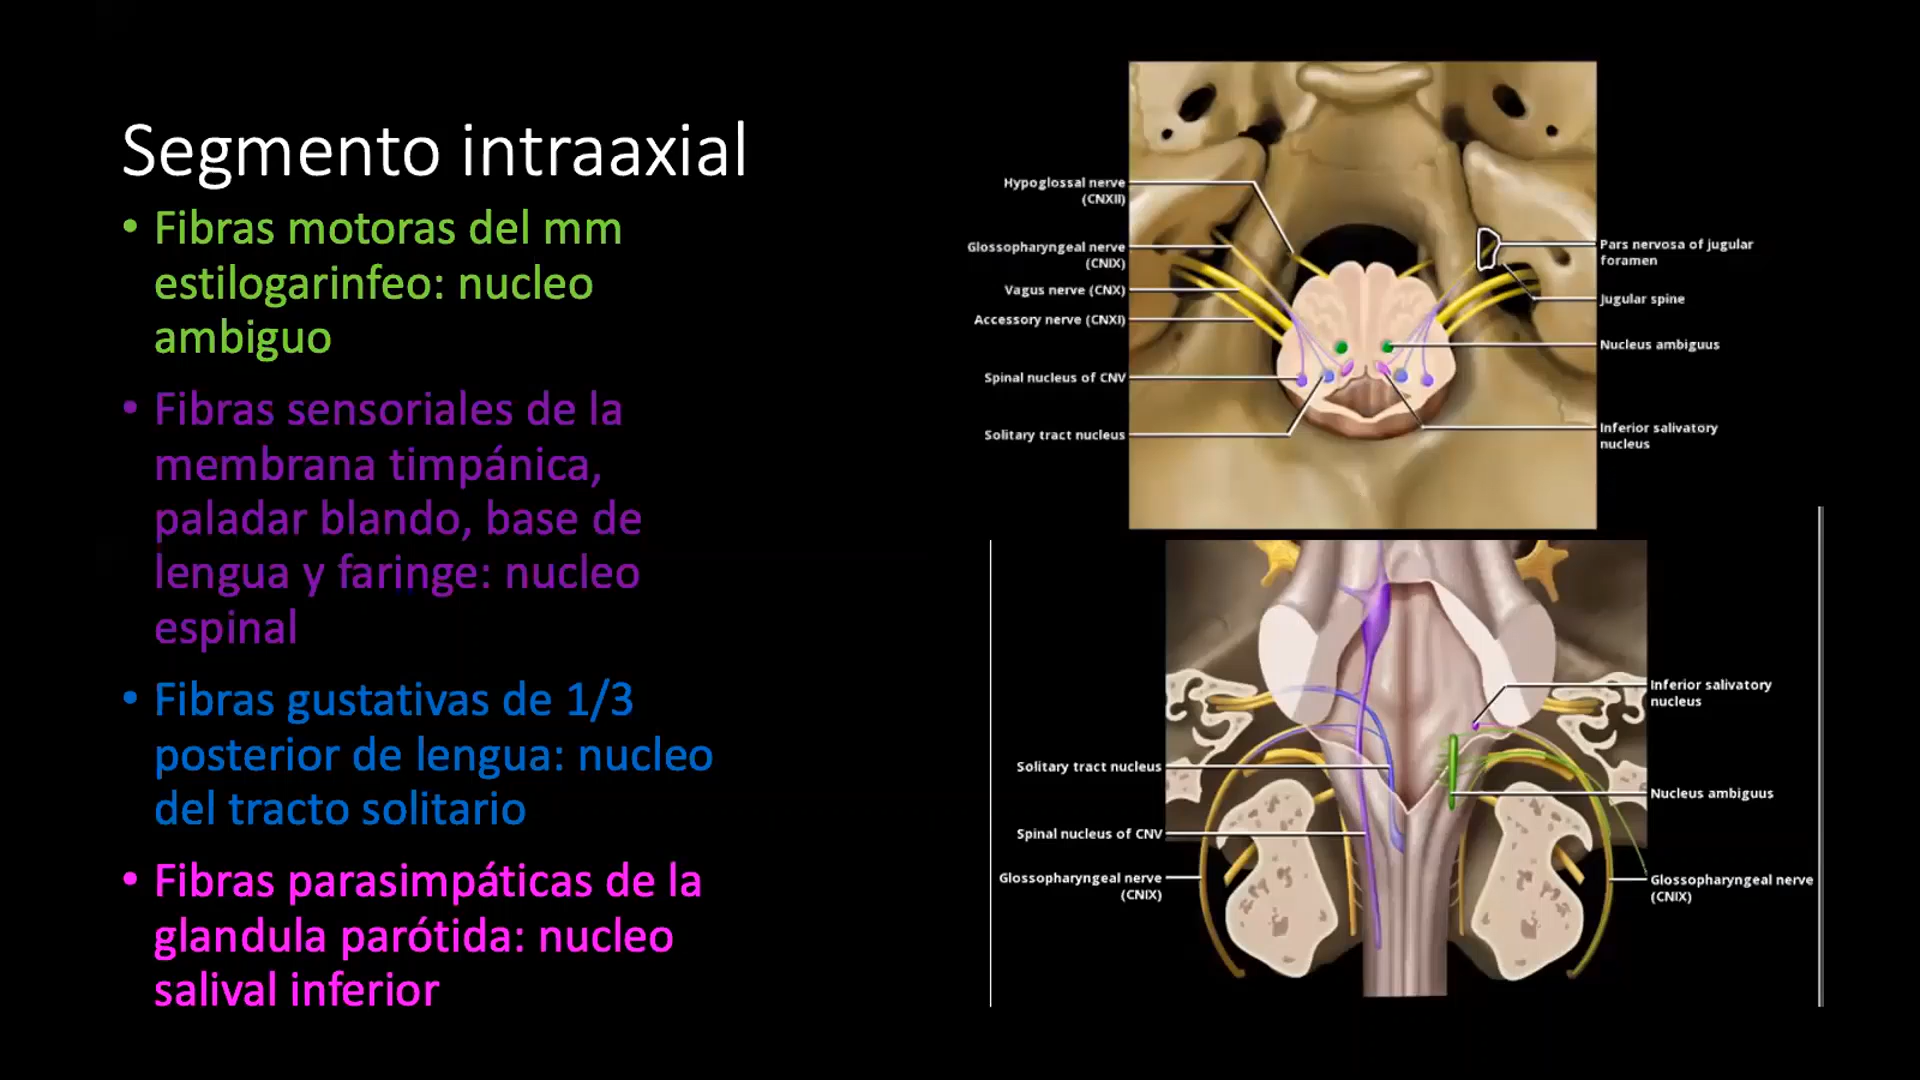 Segmento intraaxial
• Fibras motoras del mm
estilogarinfeo: nucleo
ambiguo
• Fibras sensoriales de la
membrana timpánica,
paladar blando, base de
lengua y faringe: nucleo
espinal
• Fibras gustativas de 1/3
posterior de lengua: nucleo
del tracto solitario
• Fibras parasimpáticas de la
glandula parótida: nucleo
salival inferior
Hypoglossal nerve
(CNXII)
Glossopharyngeal nerve
(CNIX)
Vagus nerve (CNX)
Accessory nerve (CNXI)
Spinal nucleus of CNV
Solitary tract nucleus
Pars nervosa of jugular
foramen
Jugular spine
Nucleus ambiguus
Inferior salivatory
nucleus
Solitary tract nucleus
Spinal nucleus of CNV
Glossopharyngeal nerve
(CNIX)
Inferior salivatory
nucleus
Nucleus ambiguus
Glossopharyngeal nerve
(CNIX)